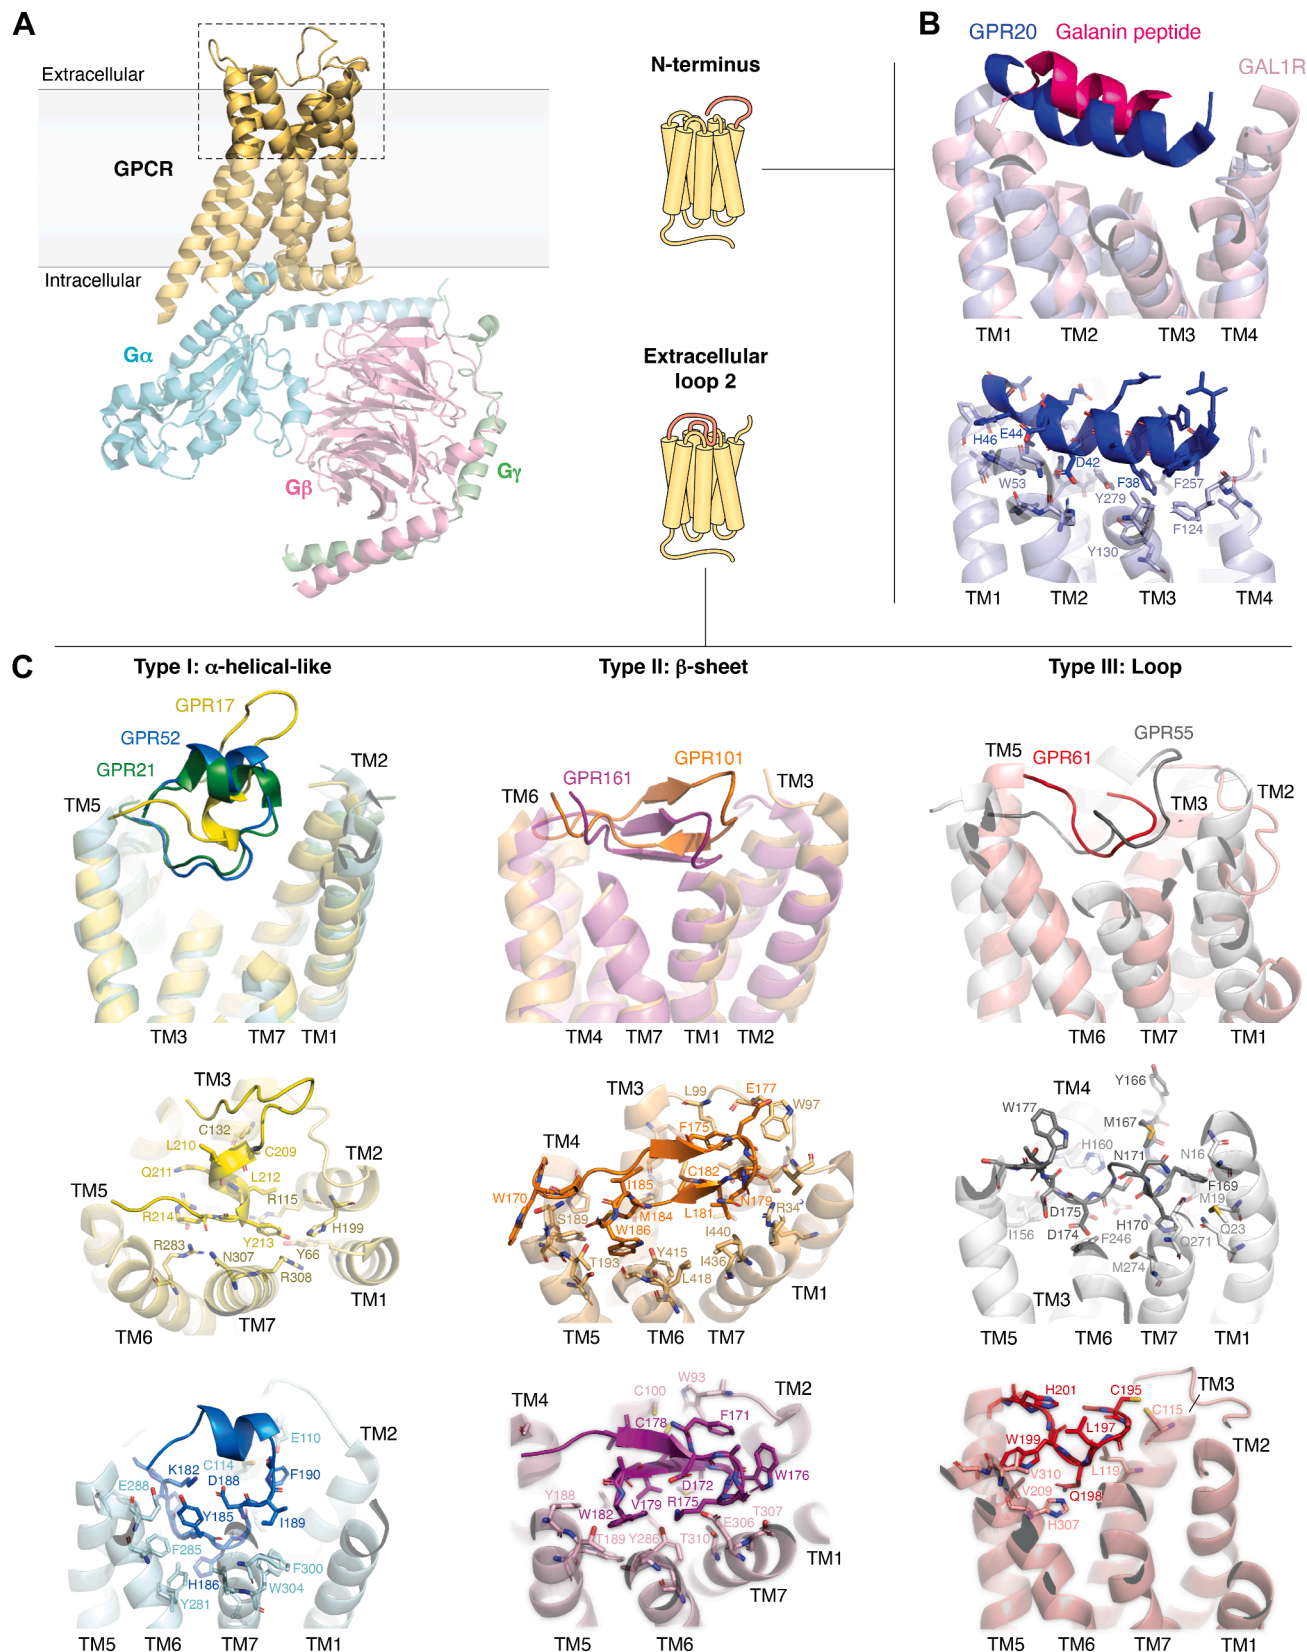 A
Extracellular
GPCR
Intracellular
Gα
Gβ
Gγ
N-terminus
Extracellular
loop 2
B
GPR20 Galanin peptide
GAL1R
TM1 TM2 TM3 TM4
H46 E44
D42
W53
F38
F257
Y279
F124
Y130
TM1 TM2 TM3 TM4
C
Type I: α-helical-like
GPR17
GPR52
GPR21
TM2
TM5
TM3 TM7 TM1
TM3
C132
L210
C209
TM2
Q211
L212
TM5
R115
R214
H199
Y213
Y66
R283
N307
R308
TM1
TM7
TM6
TM2
E110
C114
K182
F190
D188
E288
Y185
I189
F285
F300
H186
W304
Y281
TM5 TM6 TM7 TM1
Type II: β-sheet
GPR101
GPR161
TM3
TM6
TM4 TM7 TM1 TM2
TM3
L99
E177
W97
F175
TM4
C182
I185
W170
N179
L181
M184
R34
S189
W186
I440
Y415
T193
I436
L418
TM1
TM5 TM6 TM7
W93
C100
TM2
TM4
F171
C178
W176
D172
Y188
V179
R175
W182
T307
E306
T189 Y286 T310
TM1
TM7
TM5 TM6
Type III: Loop
GPR55
TM5
GPR61
TM2
TM3
TM6 TM7 TM1
Y166
TM4
W177
M167
H160
N16
N171
F169
M19
D175
Q23
H170
I156
D174
F246
Q271
M274
TM3
TM5 TM6 TM7 TM1
H201
C195
TM3
C115
L197
W199
TM2
V310
L119
V209
Q198
H307
TM5 TM6 TM7 TM1